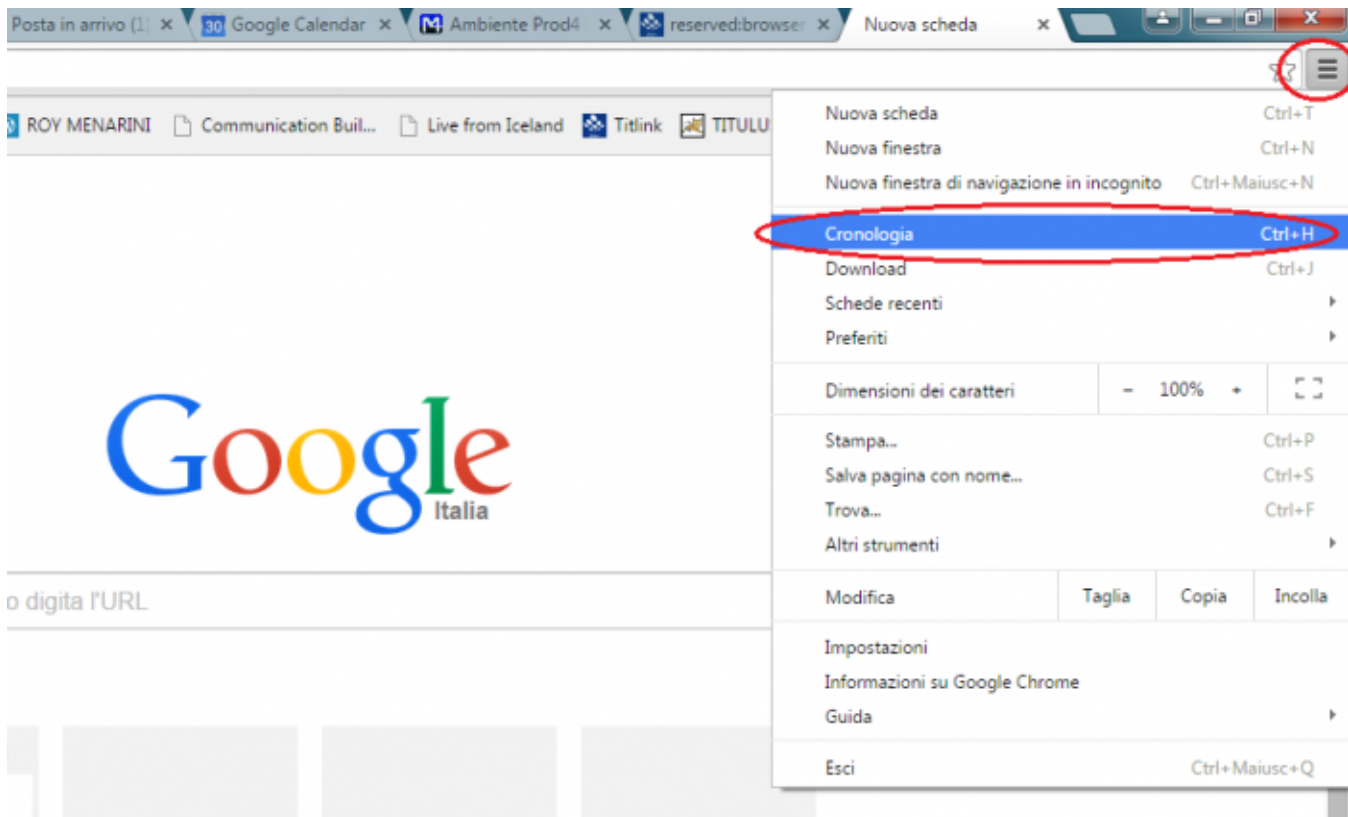 Posta in arrivo (1)
30 Google Calendar
Ambiente Prod4
reserved:browser
Nuova scheda
ROY MENARINI
Communication Buil...
Live from Iceland
Titlink
TITULU
Nuova scheda Ctrl+T
Nuova finestra Ctrl+N
Nuova finestra di navigazione in incognito Ctrl+Maiusc+N
Cronologia Ctrl+H
Download Ctrl+J
Schede recenti
Preferiti
Dimensioni dei caratteri - 100% +
Stampa... Ctrl+P
Salva pagina con nome... Ctrl+S
Trova... Ctrl+F
Altri strumenti
Modifica Taglia Copia Incolla
Impostazioni
Informazioni su Google Chrome
Guida
Esci Ctrl+Maiusc+Q
Google
Italia
o digita l'URL